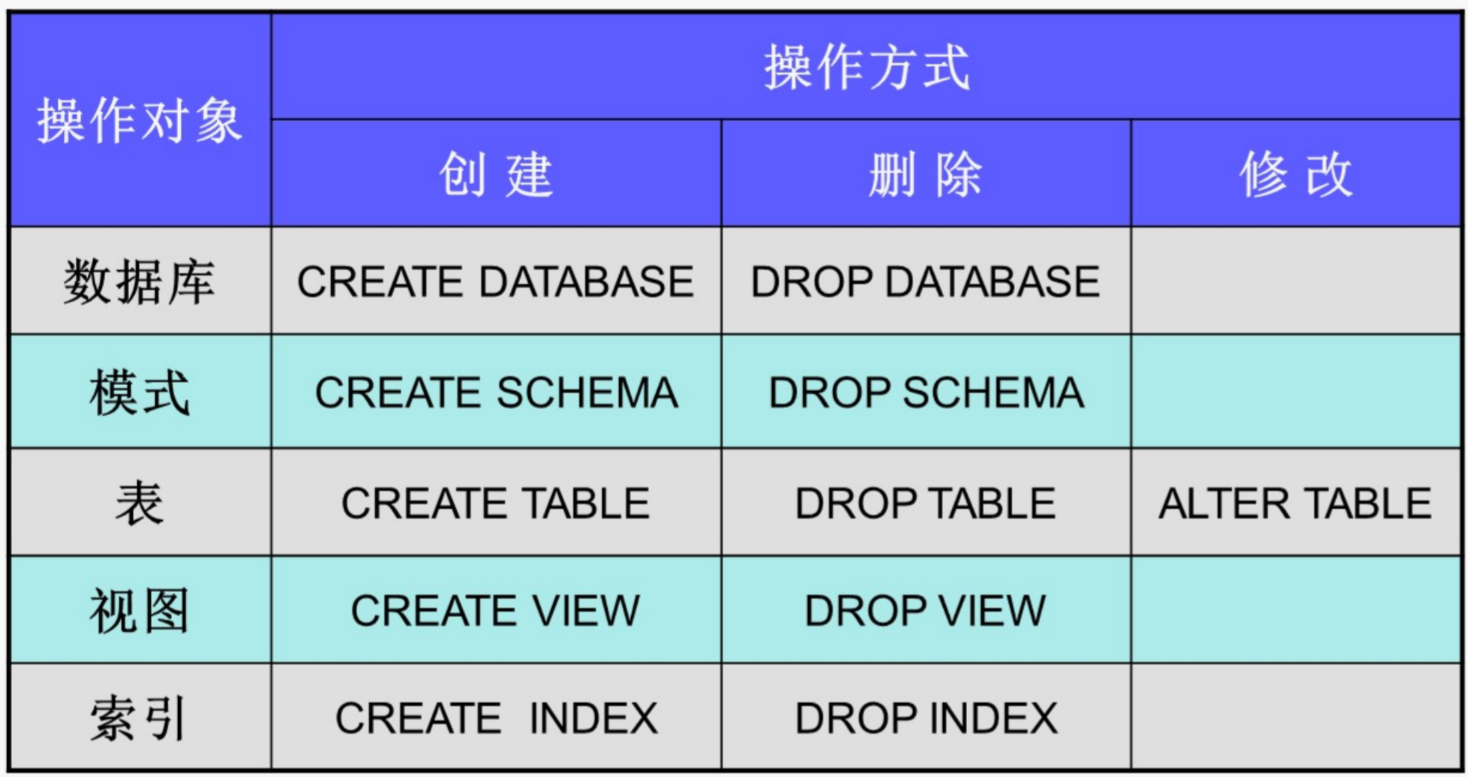 操作对象
操作方式
创 建
删 除
修 改
数据库
CREATE DATABASE
DROP DATABASE
模式
CREATE SCHEMA
DROP SCHEMA
表
CREATE TABLE
DROP TABLE
ALTER TABLE
视图
CREATE VIEW
DROP VIEW
索引
CREATE INDEX
DROP INDEX